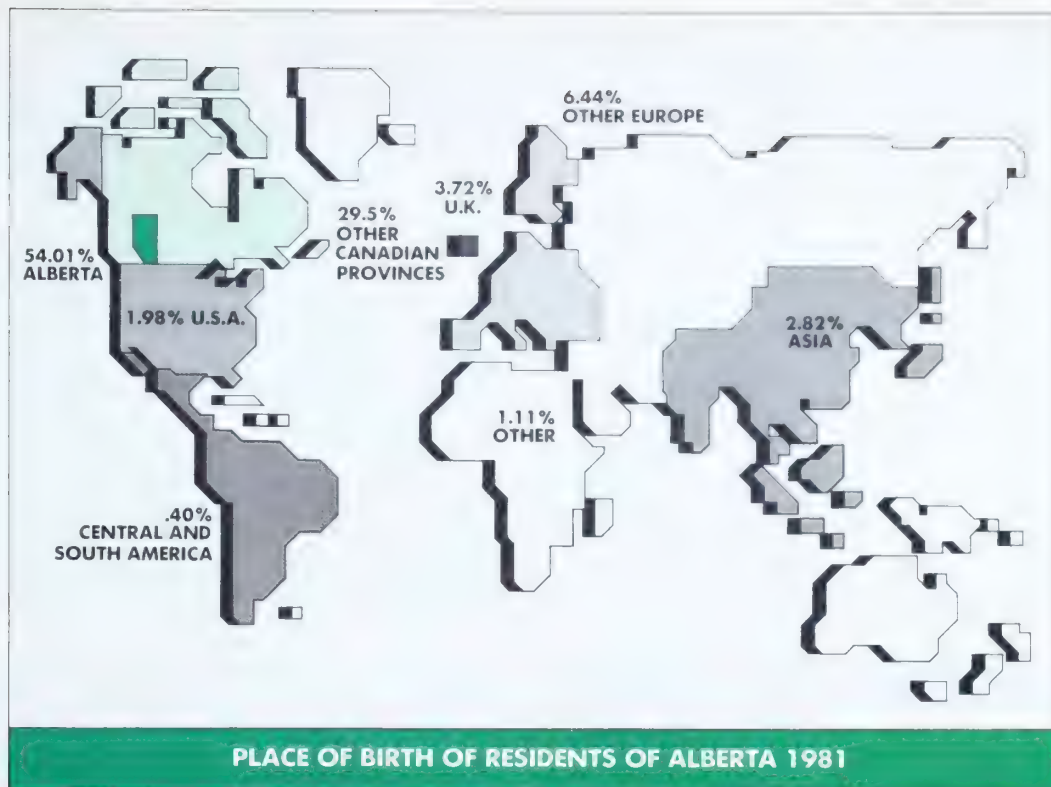 6.44%
OTHER EUROPE
3.72%
U.K.
29.5%
OTHER
CANADIAN
PROVINCES
54.01%
ALBERTA
1.98% U.S.A.
2.82%
ASIA
1.11%
OTHER
.40%
CENTRAL AND
SOUTH AMERICA
PLACE OF BIRTH OF RESIDENTS OF ALBERTA 1981